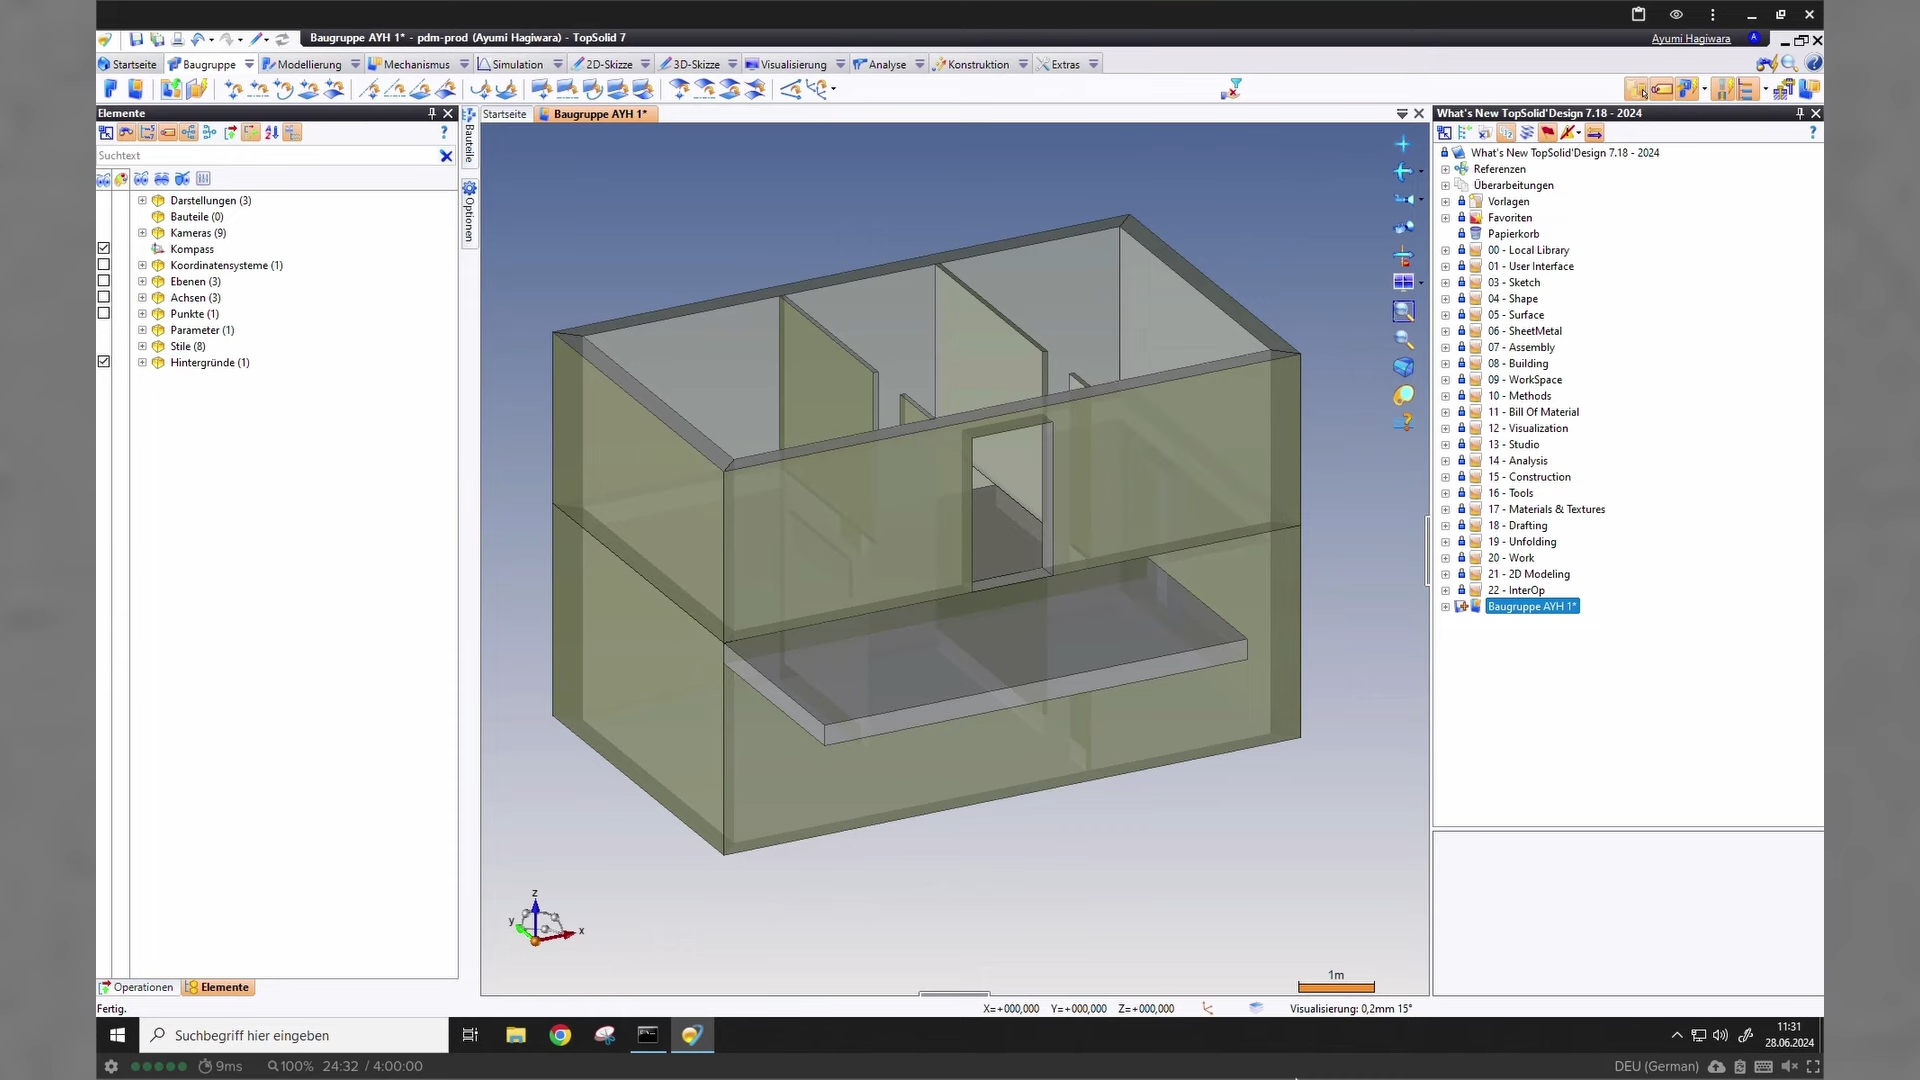 Baugruppe AYH 1* - pdm-prod (Ayumi Hagiwara) - TopSolid 7
Ayumi Hagiwara
A
Startseite
Baugruppe
Modellierung
Mechanismus
Simulation
2D-Skizze
3D-Skizze
Visualisierung
Analyse
Konstruktion
Extras
Elemente
Suchtext
Darstellungen (3)
Bauteile (0)
Kameras (9)
Kompass
Koordinatensysteme (1)
Ebenen (3)
Achsen (3)
Punkte (1)
Parameter (1)
Stile (8)
Hintergründe (1)
Operationen
Elemente
Fertig.
Bauteile
Optionen
Startseite
Baugruppe AYH 1*
z
y
x
1m
X=+000,000 Y=+000,000 Z=+000,000
Visualisierung: 0,2mm 15°
What's New TopSolid'Design 7.18 - 2024
What's New TopSolid'Design 7.18 - 2024
Referenzen
Überarbeitungen
Vorlagen
Favoriten
Papierkorb
00 - Local Library
01 - User Interface
03 - Sketch
04 - Shape
05 - Surface
06 - SheetMetal
07 - Assembly
08 - Building
09 - WorkSpace
10 - Methods
11 - Bill Of Material
12 - Visualization
13 - Studio
14 - Analysis
15 - Construction
16 - Tools
17 - Materials & Textures
18 - Drafting
19 - Unfolding
20 - Work
21 - 2D Modeling
22 - InterOp
Baugruppe AYH 1*
Suchbegriff hier eingeben
11:31
28.06.2024
9ms
100%
24:32 / 4:00:00
DEU (German)